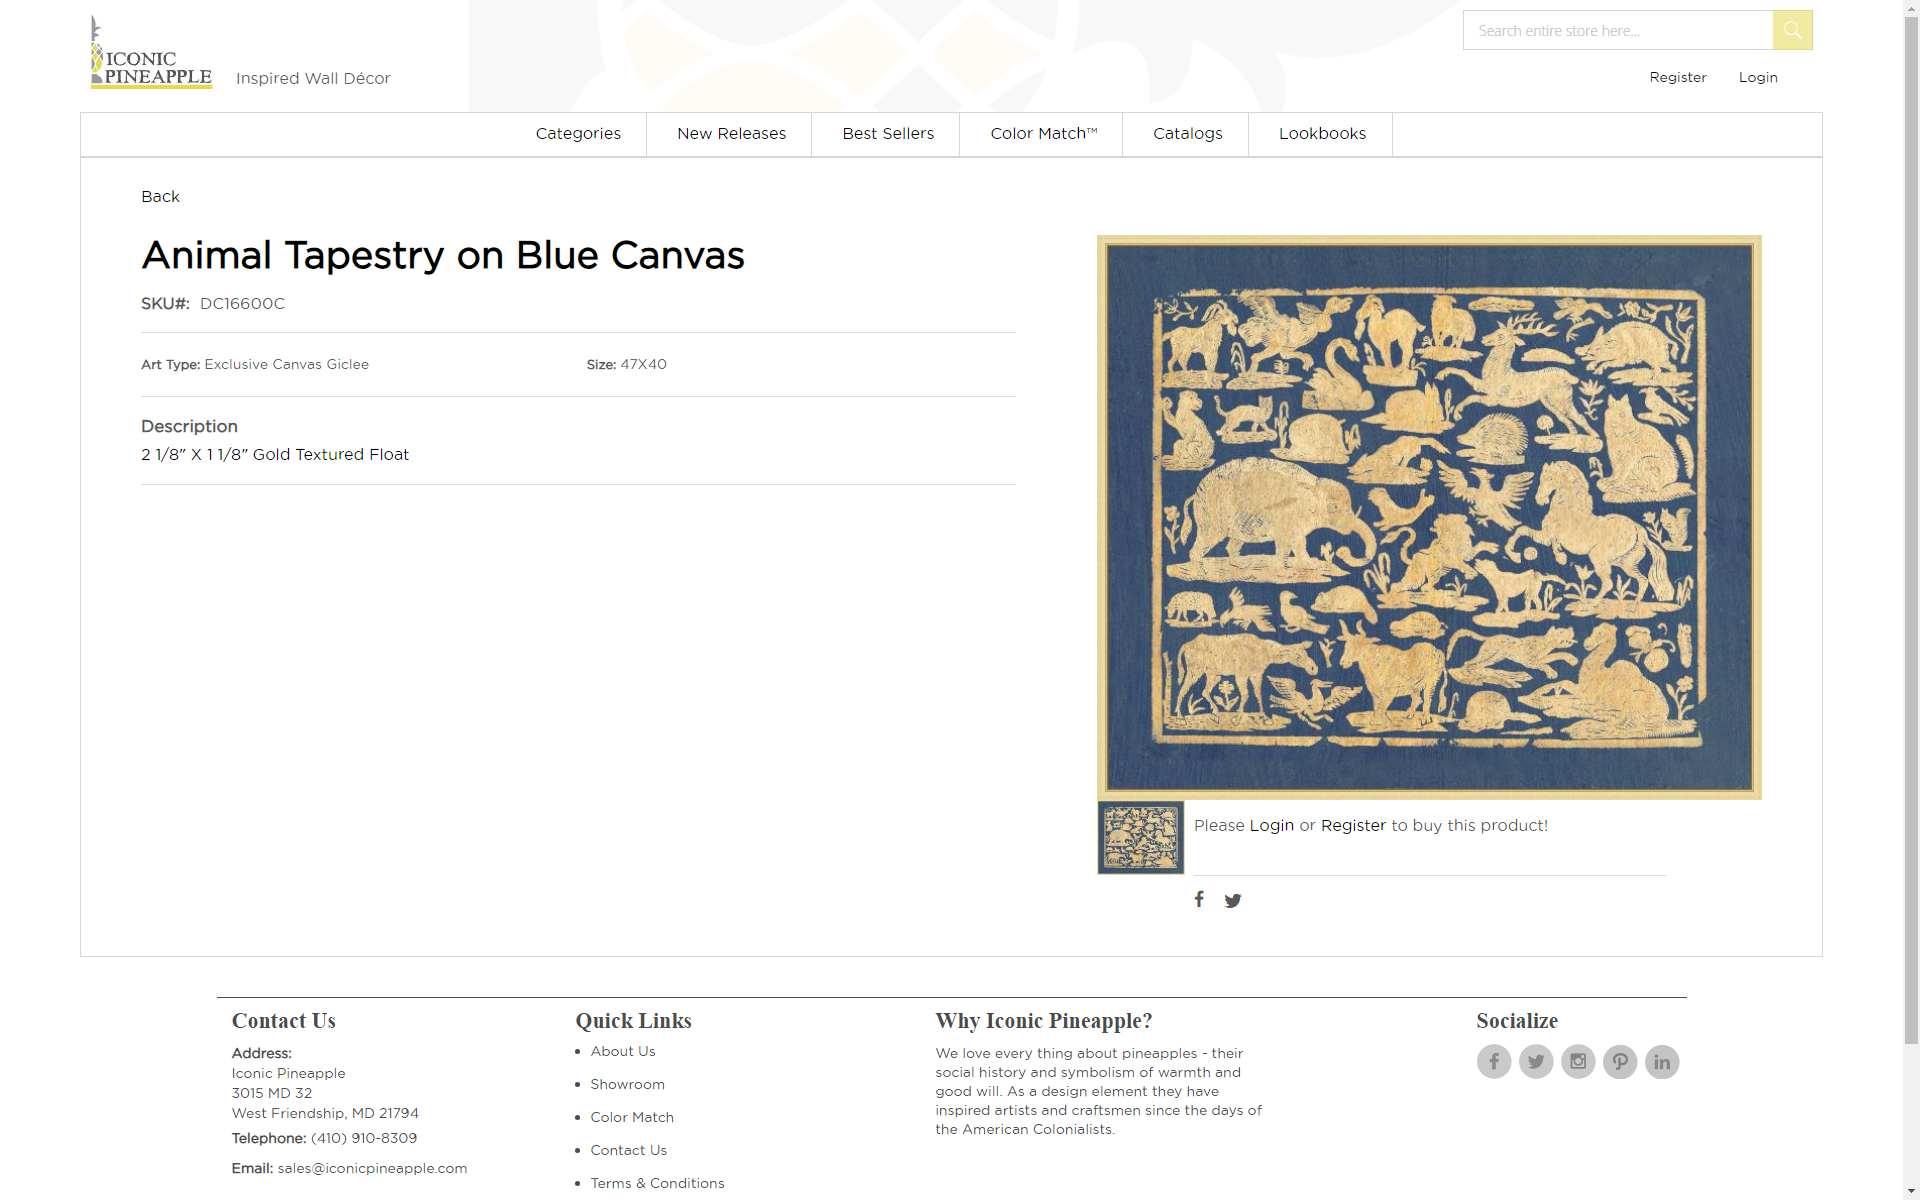 ICONIC
PINEAPPLE
Inspired Wall Décor
Search entire store here...
Register
Login
Categories
New Releases
Best Sellers
Color Match™
Catalogs
Lookbooks
Back
Animal Tapestry on Blue Canvas
SKU#: DC16600C
Art Type: Exclusive Canvas Giclee
Size: 47X40
Description
2 1/8" X 1 1/8" Gold Textured Float
Please Login or Register to buy this product!
Contact Us
Address:
Iconic Pineapple
3015 MD 32
West Friendship, MD 21794
Telephone: (410) 910-8309
Email: sales@iconicpineapple.com
Quick Links
About Us
Showroom
Color Match
Contact Us
Terms & Conditions
Why Iconic Pineapple?
We love every thing about pineapples - their
social history and symbolism of warmth and
good will. As a design element they have
inspired artists and craftsmen since the days of
the American Colonialists.
Socialize